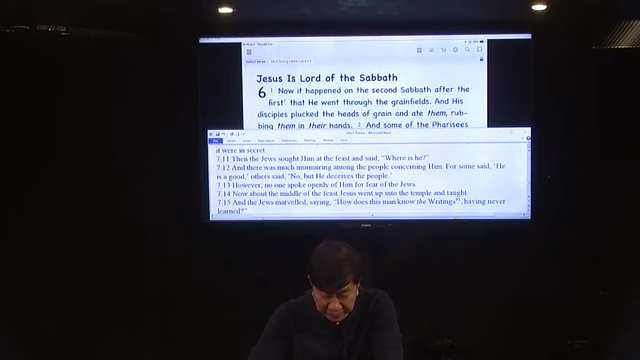 Jesus Is Lord of the Sabbath
6 1 Now it happened on the second Sabbath after the
first* that He went through the grainfields. And His
disciples plucked the heads of grain and ate them, rub-
bing them in their hands. 2 And some of the Pharisees
it were in secret
7.11 Then the Jews sought Him at the feast and said, "Where is he?"
7.12 And there was much murmuring among the people concerning Him. For some said, 'He
is a good,' others said, 'No, but He deceives the people.'
7.13 However, no one spoke openly of Him for fear of the Jews.
7.14 Now about the middle of the feast Jesus went up into the temple and taught.
7.15 And the Jews marvelled, saying, "How does this man know the Writings, having never
learned?"